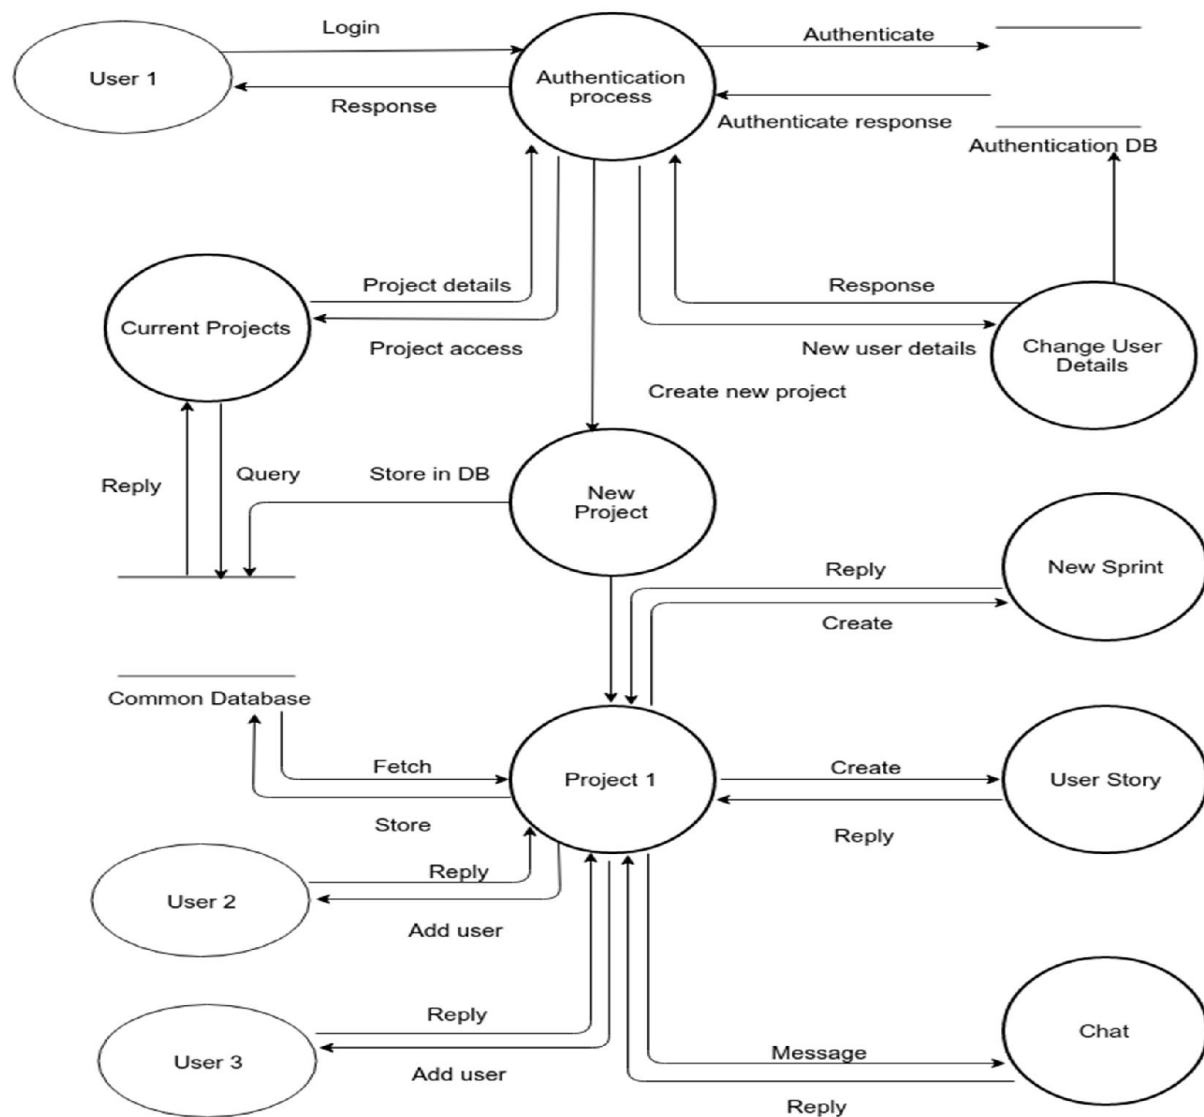 Login
Authenticate
User 1
Authentication
process
Response
Authenticate response
Authentication DB
Project details
Response
Current Projects
Project access
New user details
Change User
Details
Create new project
Reply
Query
Store in DB
New
Project
New Sprint
Reply
Create
Common Database
Fetch
Project 1
Create
User Story
Store
Reply
Reply
User 2
Add user
Reply
User 3
Add user
Message
Chat
Reply